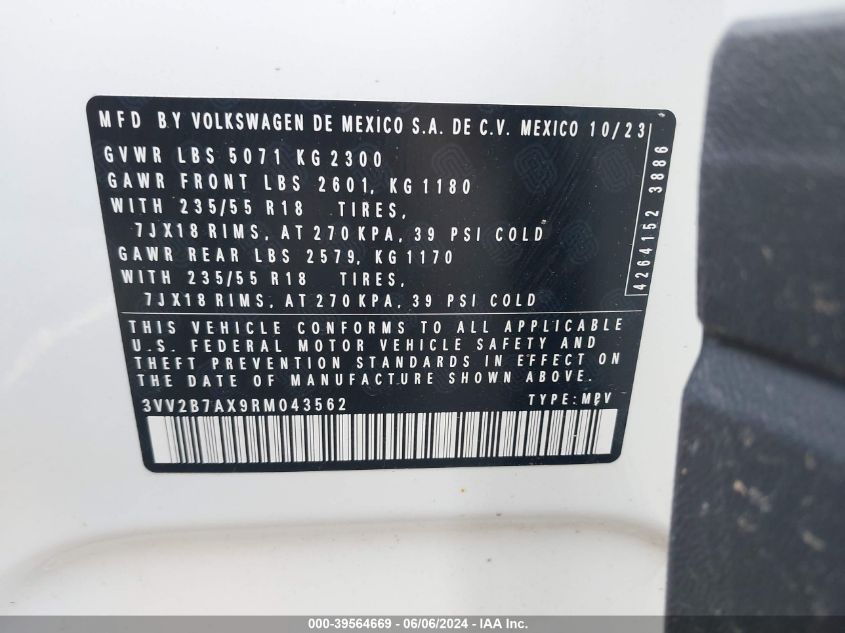 MFD BY VOLKSWAGEN DE MEXICO S.A. DE C.V. MEXICO 10/23
GVWR LBS 5071 KG 2300
GAWR FRONT LBS 2601, KG 1180
WITH 235/55 R18 TIRES,
7JX18 RIMS, AT 270 KPA, 39 PSI COLD
GAWR REAR LBS 2579, KG 1170
WITH 235/55 R18 TIRES,
7JX18 RIMS, AT 270 KPA, 39 PSI COLD
4264152 3886
THIS VEHICLE CONFORMS TO ALL APPLICABLE
U.S. FEDERAL MOTOR VEHICLE SAFETY AND
THEFT PREVENTION STANDARDS IN EFFECT ON
THE DATE OF MANUFACTURE SHOWN ABOVE.
3VV2B7AX9RM043562 TYPE: MPV
000-39564669 - 06/06/2024 - IAA Inc.